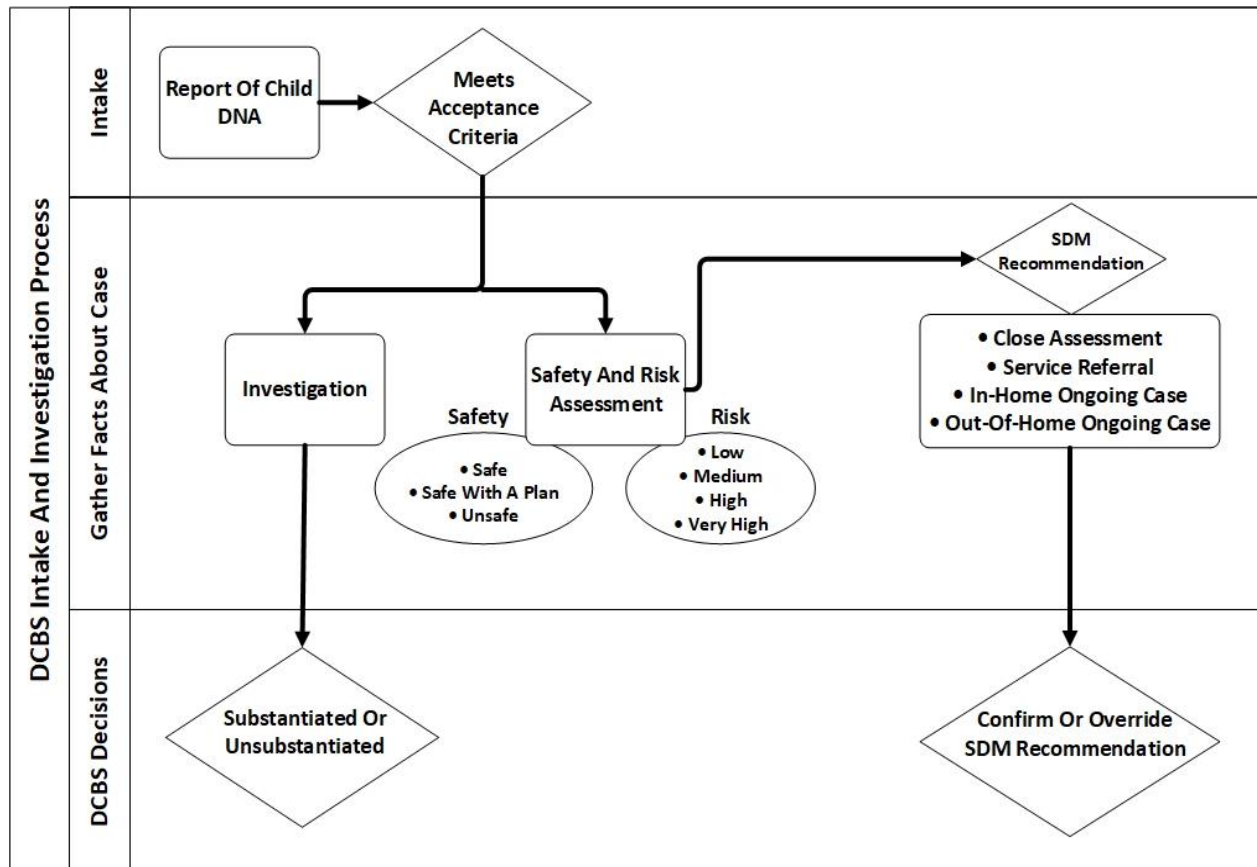 DCBS Intake And Investigation Process
Intake
Report Of Child
DNA
Meets
Acceptance
Criteria
Gather Facts About Case
SDM
Recommendation
Investigation
Safety And Risk
Assessment
• Close Assessment
• Service Referral
• In-Home Ongoing Case
• Out-Of-Home Ongoing Case
Safety
• Safe
• Safe With A Plan
• Unsafe
Risk
• Low
• Medium
• High
• Very High
DCBS Decisions
Substantiated Or
Unsubstantiated
Confirm Or Override
SDM Recommendation